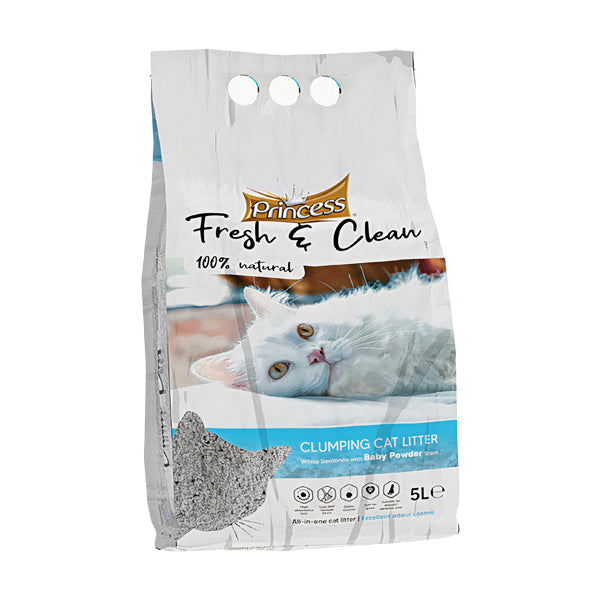 Princess
Fresh & Clean
100% natural
CLUMPING CAT LITTER
White Bentonite with Baby Powder scent
5L℮
All-in-one cat litter | Excellent odour control